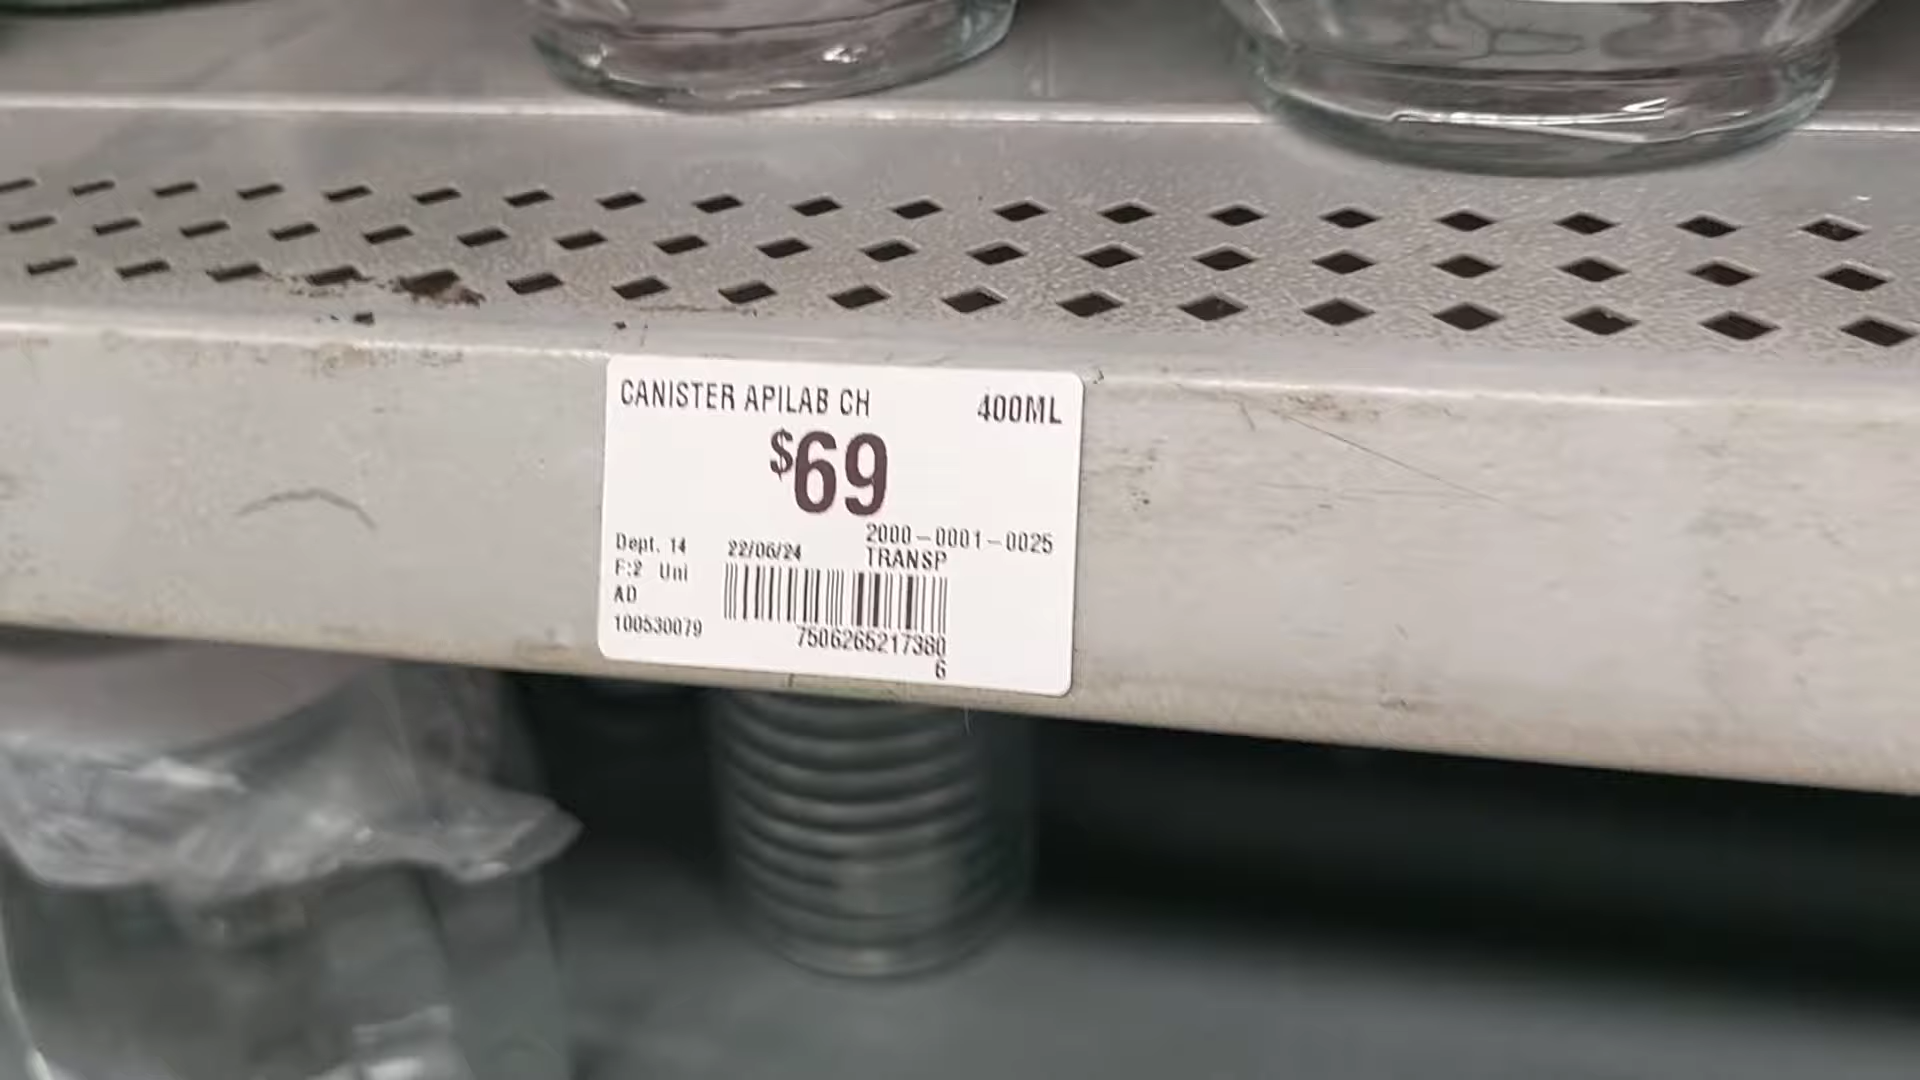 CANISTER APILAB CH 400ML
$69
2000-0001-0025
Dept. 14 22/06/24 TRANSP
F:2 Uni
AD
100530079
7506265217380
6